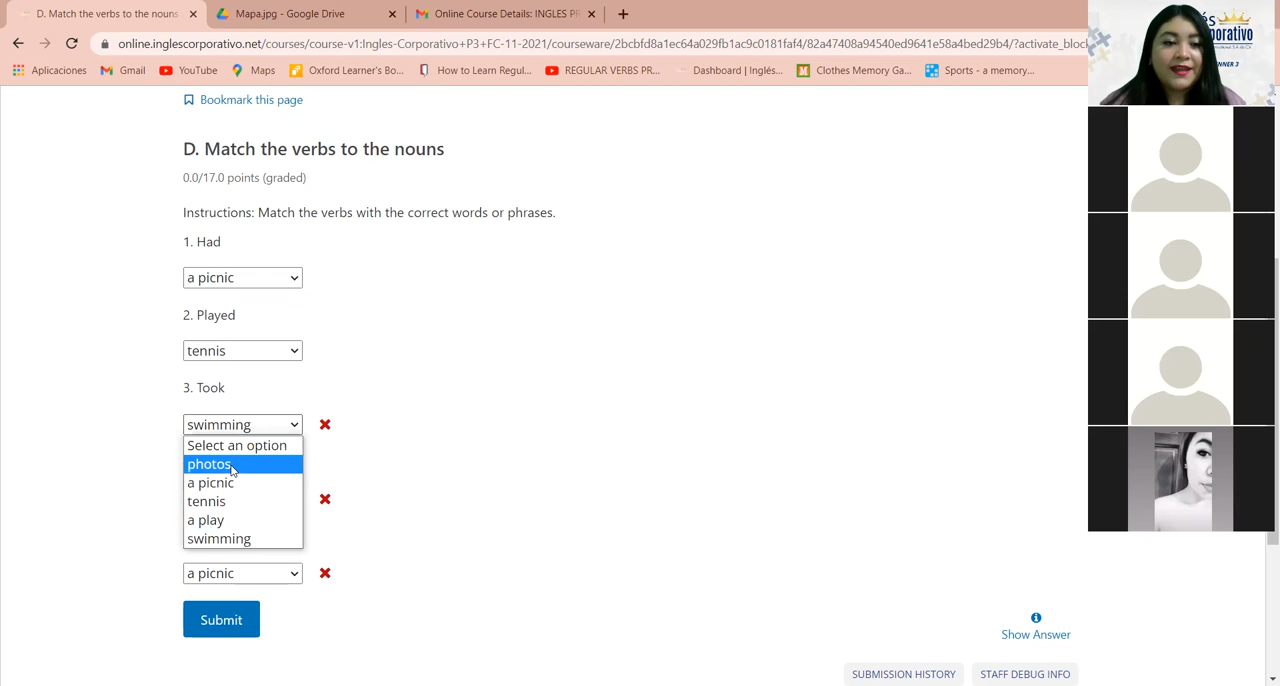 D. Match the verbs to the nouns
Mapa.jpg - Google Drive
Online Course Details: INGLES PR
online.inglescorporativo.net/courses/course-v1:Ingles-Corporativo+P3+FC-11-2021/courseware/2bcbfd8a1ec64a029fb1ac9c0181faf4/82a47408a94540ed9641e58a4bed29b4/?activate_block
Aplicaciones
Gmail
YouTube
Maps
Oxford Learner's Bo...
How to Learn Regul...
REGULAR VERBS PR...
Dashboard | Inglés...
Clothes Memory Ga...
Sports - a memory...
Bookmark this page
D. Match the verbs to the nouns
0.0/17.0 points (graded)
Instructions: Match the verbs with the correct words or phrases.
1. Had
a picnic
2. Played
tennis
3. Took
swimming
Select an option
photos
a picnic
tennis
a play
swimming
a picnic
Submit
Show Answer
SUBMISSION HISTORY
STAFF DEBUG INFO